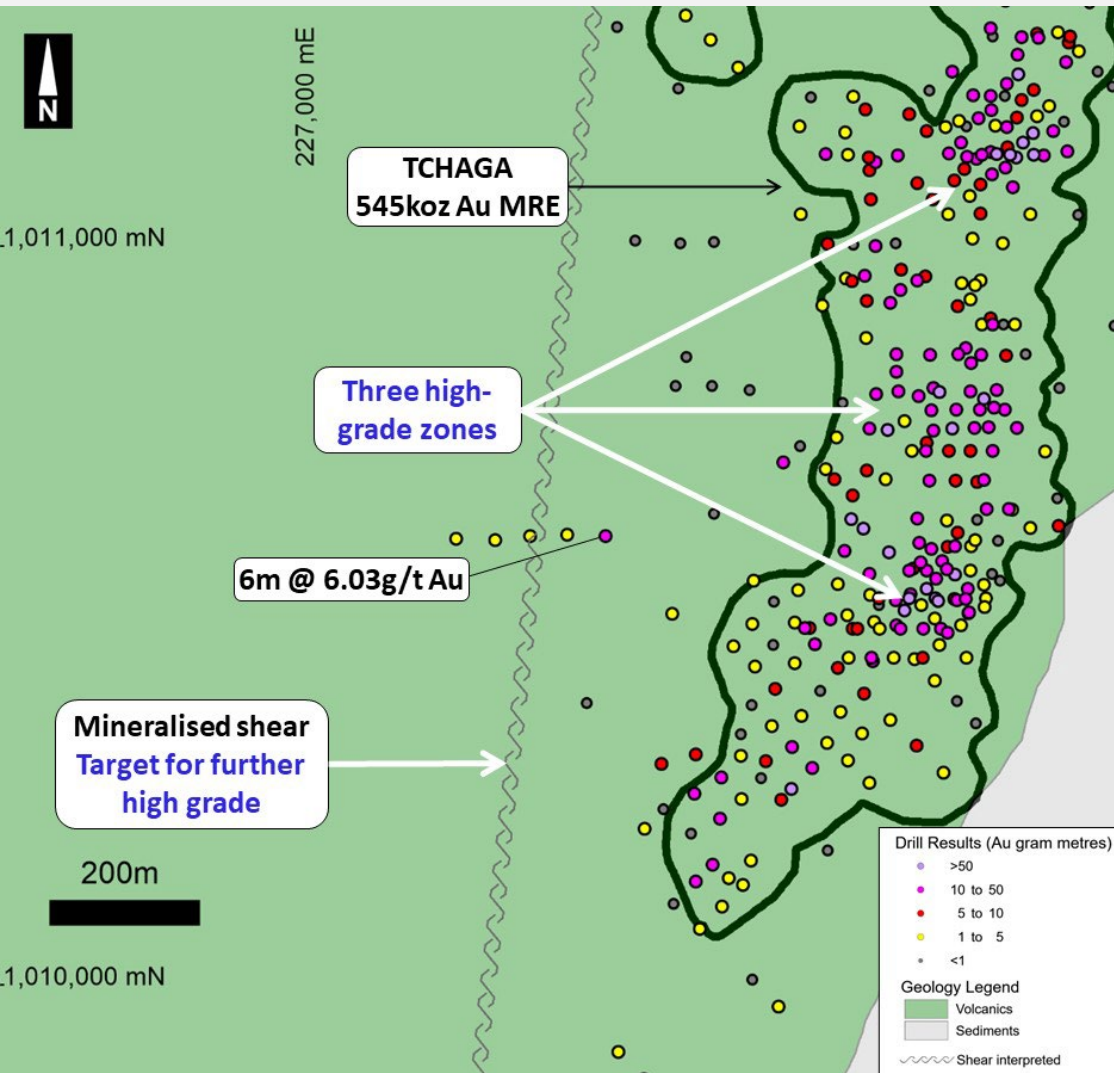 N
227,000 mE
TCHAGA
545koz Au MRE
1,011,000 mN
Three high-
grade zones
6m @ 6.03g/t Au
Mineralised shear
Target for further
high grade
200m
1,010,000 mN
Drill Results (Au gram metres)
>50
10 to 50
5 to 10
1 to 5
<1
Geology Legend
Volcanics
Sediments
Shear interpreted